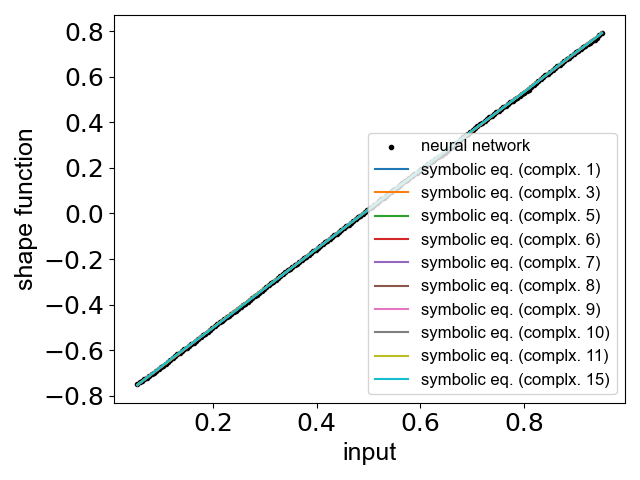 0.8
0.6
0.4
0.2
0.0
−0.2
−0.4
−0.6
−0.8
shape function
neural network
symbolic eq. (complx. 1)
symbolic eq. (complx. 3)
symbolic eq. (complx. 5)
symbolic eq. (complx. 6)
symbolic eq. (complx. 7)
symbolic eq. (complx. 8)
symbolic eq. (complx. 9)
symbolic eq. (complx. 10)
symbolic eq. (complx. 11)
symbolic eq. (complx. 15)
0.2 0.4 0.6 0.8
input